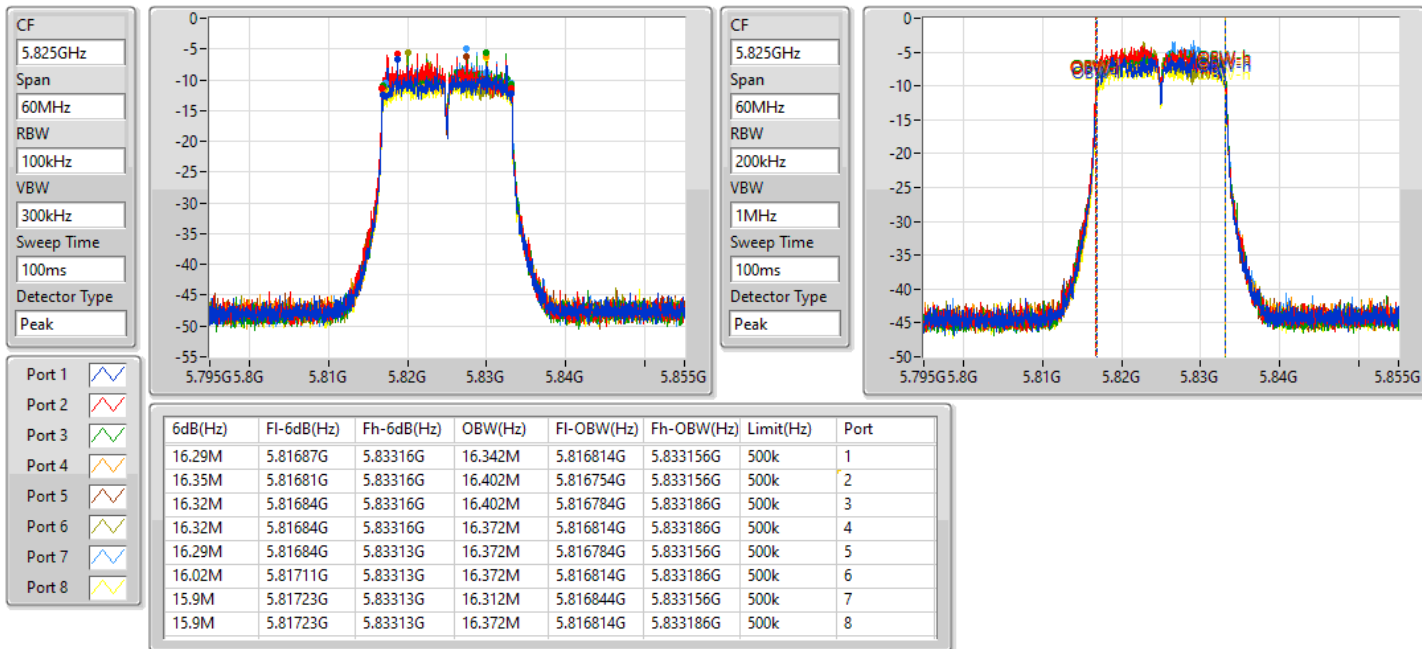 CF
5.825GHz
Span
60MHz
RBW
100kHz
VBW
300kHz
Sweep Time
100ms
Detector Type
Peak
0
-5
-10
-15
-20
-25
-30
-35
-40
-45
-50
-55
5.795G 5.8G 5.81G 5.82G 5.83G 5.84G 5.855G
CF
5.825GHz
Span
60MHz
RBW
200kHz
VBW
1MHz
Sweep Time
100ms
Detector Type
Peak
0
-5
-10
-15
-20
-25
-30
-35
-40
-45
-50
5.795G 5.8G 5.81G 5.82G 5.83G 5.84G 5.855G
Port 1
Port 2
Port 3
Port 4
Port 5
Port 6
Port 7
Port 8
6dB(Hz) Fl-6dB(Hz) Fh-6dB(Hz) OBW(Hz) Fl-OBW(Hz) Fh-OBW(Hz) Limit(Hz) Port
16.29M 5.81687G 5.83316G 16.342M 5.816814G 5.833156G 500k 1
16.35M 5.81681G 5.83316G 16.402M 5.816754G 5.833156G 500k 2
16.32M 5.81684G 5.83316G 16.402M 5.816784G 5.833186G 500k 3
16.32M 5.81684G 5.83316G 16.372M 5.816814G 5.833186G 500k 4
16.29M 5.81684G 5.83313G 16.372M 5.816784G 5.833156G 500k 5
16.02M 5.81711G 5.83313G 16.372M 5.816814G 5.833186G 500k 6
15.9M 5.81723G 5.83313G 16.312M 5.816844G 5.833156G 500k 7
15.9M 5.81723G 5.83313G 16.372M 5.816814G 5.833186G 500k 8